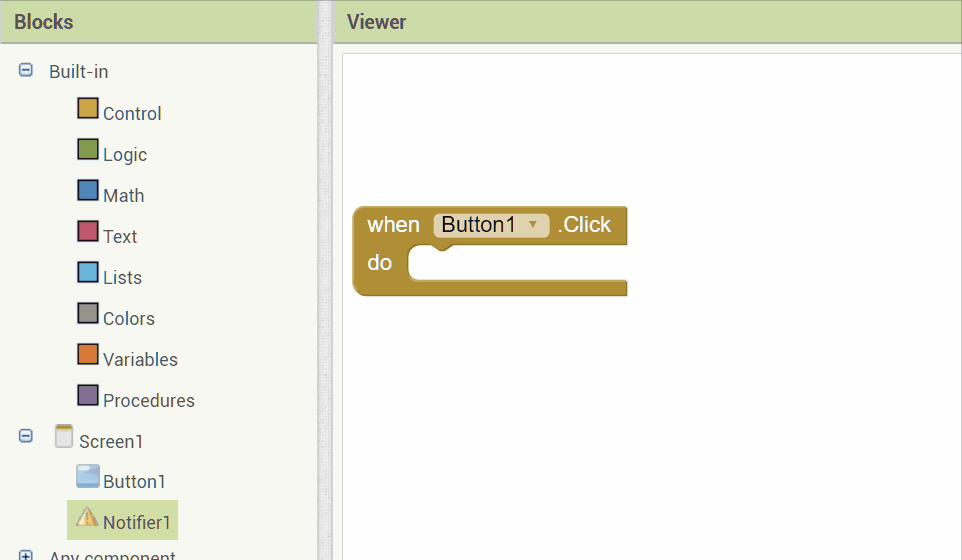 Blocks
Viewer
Built-in
Control
Logic
Math
Text
Lists
Colors
Variables
Procedures
Screen1
Button1
Notifier1
Any component
when Button1 .Click
do